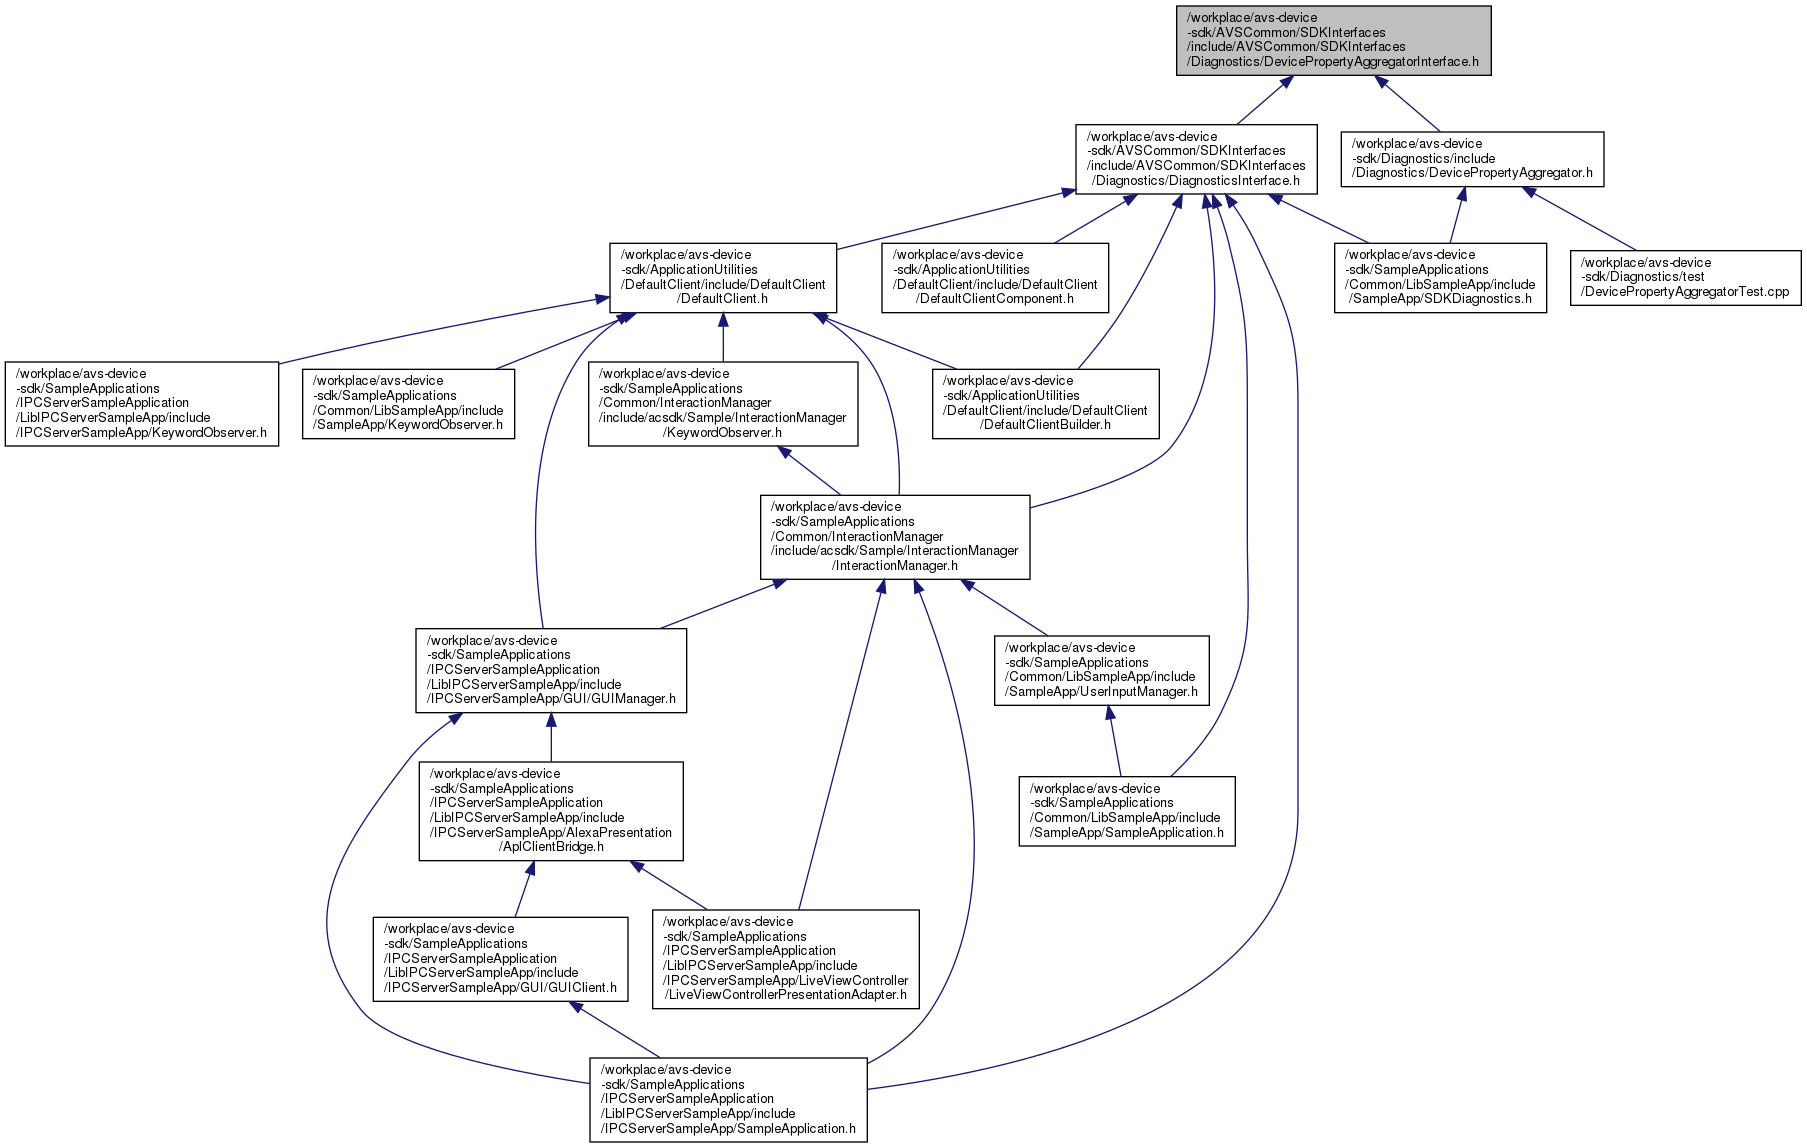 /workplace/avs-device
-sdk/AVSCommon/SDKInterfaces
/include/AVSCommon/SDKInterfaces
/Diagnostics/DevicePropertyAggregatorInterface.h
/workplace/avs-device
-sdk/AVSCommon/SDKInterfaces
/include/AVSCommon/SDKInterfaces
/Diagnostics/DiagnosticsInterface.h
/workplace/avs-device
-sdk/Diagnostics/include
/Diagnostics/DevicePropertyAggregator.h
/workplace/avs-device
-sdk/ApplicationUtilities
/DefaultClient/include/DefaultClient
/DefaultClient.h
/workplace/avs-device
-sdk/ApplicationUtilities
/DefaultClient/include/DefaultClient
/DefaultClientComponent.h
/workplace/avs-device
-sdk/SampleApplications
/Common/LibSampleApp/include
/SampleApp/SDKDiagnostics.h
/workplace/avs-device
-sdk/Diagnostics/test
/DevicePropertyAggregatorTest.cpp
/workplace/avs-device
-sdk/SampleApplications
/IPCServerSampleApplication
/LibIPCServerSampleApp/include
/IPCServerSampleApp/KeywordObserver.h
/workplace/avs-device
-sdk/SampleApplications
/Common/LibSampleApp/include
/SampleApp/KeywordObserver.h
/workplace/avs-device
-sdk/SampleApplications
/Common/InteractionManager
/include/acsdk/Sample/InteractionManager
/KeywordObserver.h
/workplace/avs-device
-sdk/ApplicationUtilities
/DefaultClient/include/DefaultClient
/DefaultClientBuilder.h
/workplace/avs-device
-sdk/SampleApplications
/Common/InteractionManager
/include/acsdk/Sample/InteractionManager
/InteractionManager.h
/workplace/avs-device
-sdk/SampleApplications
/IPCServerSampleApplication
/LibIPCServerSampleApp/include
/IPCServerSampleApp/GUI/GUIManager.h
/workplace/avs-device
-sdk/SampleApplications
/Common/LibSampleApp/include
/SampleApp/UserInputManager.h
/workplace/avs-device
-sdk/SampleApplications
/IPCServerSampleApplication
/LibIPCServerSampleApp/include
/IPCServerSampleApp/AlexaPresentation
/AplClientBridge.h
/workplace/avs-device
-sdk/SampleApplications
/Common/LibSampleApp/include
/SampleApp/SampleApplication.h
/workplace/avs-device
-sdk/SampleApplications
/IPCServerSampleApplication
/LibIPCServerSampleApp/include
/IPCServerSampleApp/GUI/GUIClient.h
/workplace/avs-device
-sdk/SampleApplications
/IPCServerSampleApplication
/LibIPCServerSampleApp/include
/IPCServerSampleApp/LiveViewController
/LiveViewControllerPresentationAdapter.h
/workplace/avs-device
-sdk/SampleApplications
/IPCServerSampleApplication
/LibIPCServerSampleApp/include
/IPCServerSampleApp/SampleApplication.h